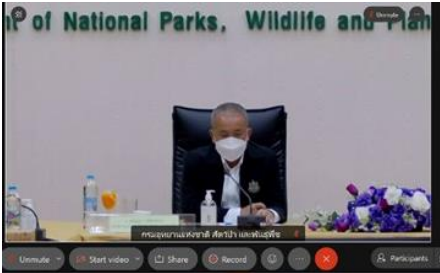 t of National Parks, Wildlife and Plan
Unmute
กรมอุทยานแห่งชาติ สัตว์ป่า และพันธุ์พืช
Unmute
Start video
Share
Record
Participants